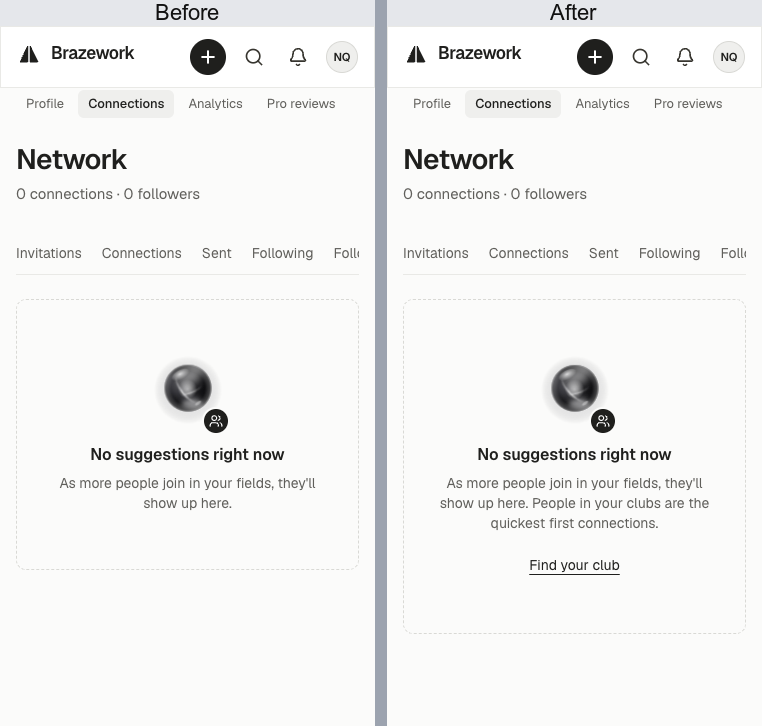 Before
Brazework
NQ
Profile Connections Analytics Pro reviews
Network
0 connections · 0 followers
Invitations Connections Sent Following
No suggestions right now
As more people join in your fields, they'll
show up here.
After
Brazework
NQ
Profile Connections Analytics Pro reviews
Network
0 connections · 0 followers
Invitations Connections Sent Following
No suggestions right now
As more people join in your fields, they'll
show up here. People in your clubs are the
quickest first connections.
Find your club